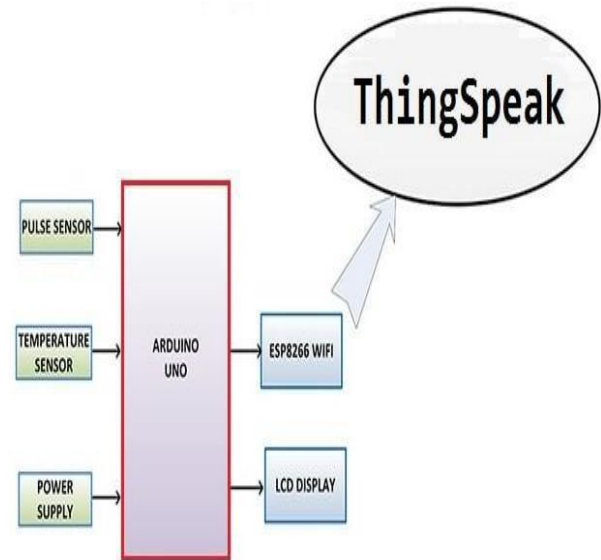 ThingSpeak
PULSE SENSOR
TEMPERATURE
SENSOR
POWER
SUPPLY
ARDUINO
UNO
ESP8266 WIFI
LCD DISPLAY